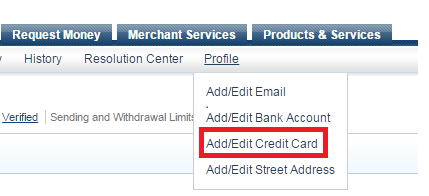 Request Money Merchant Services Products & Services
History Resolution Center Profile
Add/Edit Email
Add/Edit Bank Account
Verified Sending and Withdrawal Limits
Add/Edit Credit Card
Add/Edit Street Address